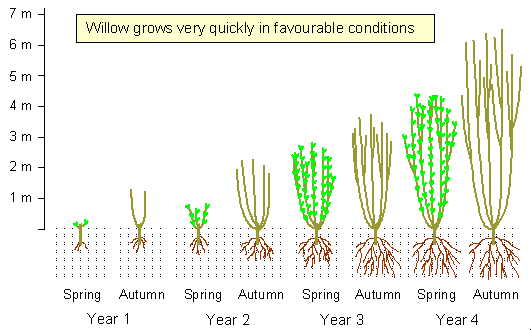 Willow grows very quickly in favourable conditions
7 m
6 m
5 m
4 m
3 m
2 m
1 m
Spring Autumn Spring Autumn Spring Autumn Spring Autumn
Year 1 Year 2 Year 3 Year 4